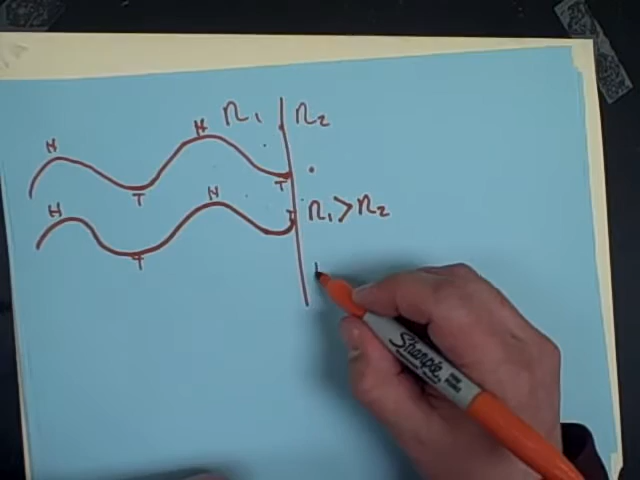 n1 n2
H H
T T
n1 > n2
H H T
T
Sharpie